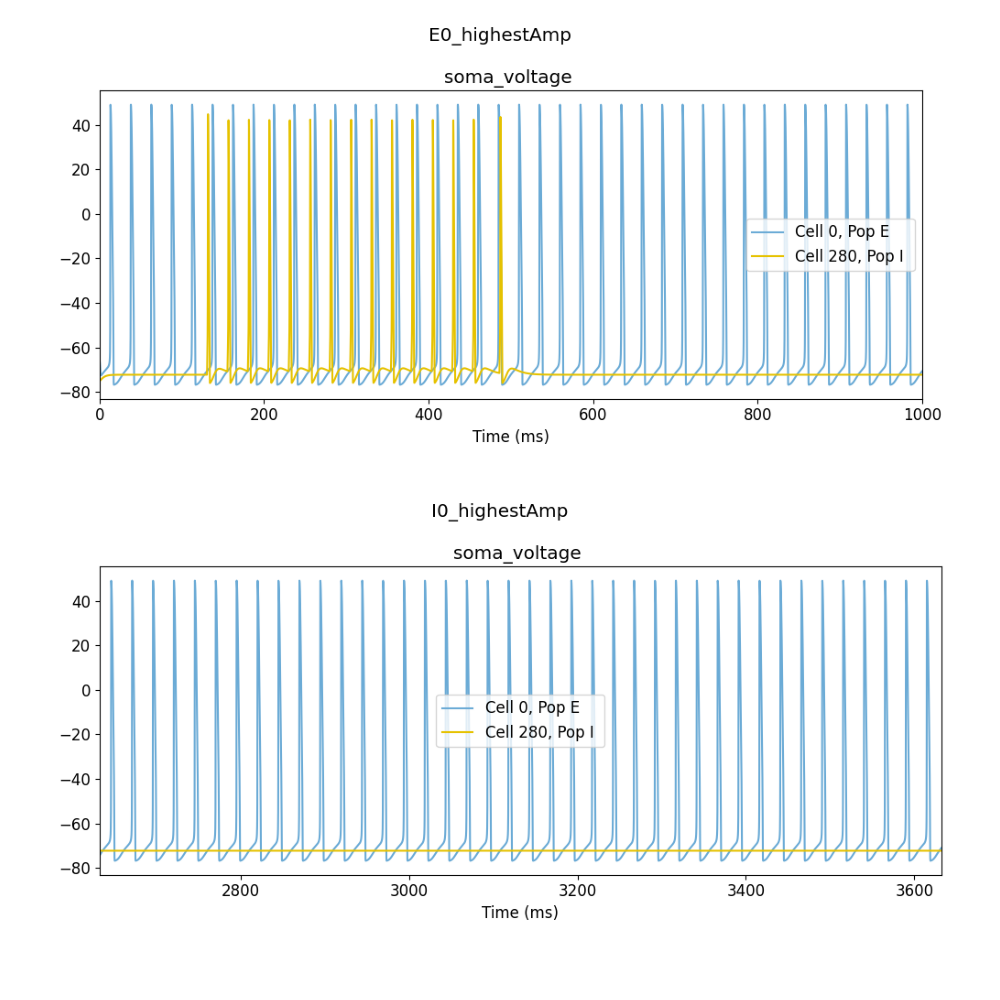 E0_highestAmp
soma_voltage
40
20
0
−20
−40
−60
−80
Cell 0, Pop E
Cell 280, Pop I
0 200 400 600 800 1000
Time (ms)
I0_highestAmp
soma_voltage
40
20
0
−20
−40
−60
−80
Cell 0, Pop E
Cell 280, Pop I
2800 3000 3200 3400 3600
Time (ms)